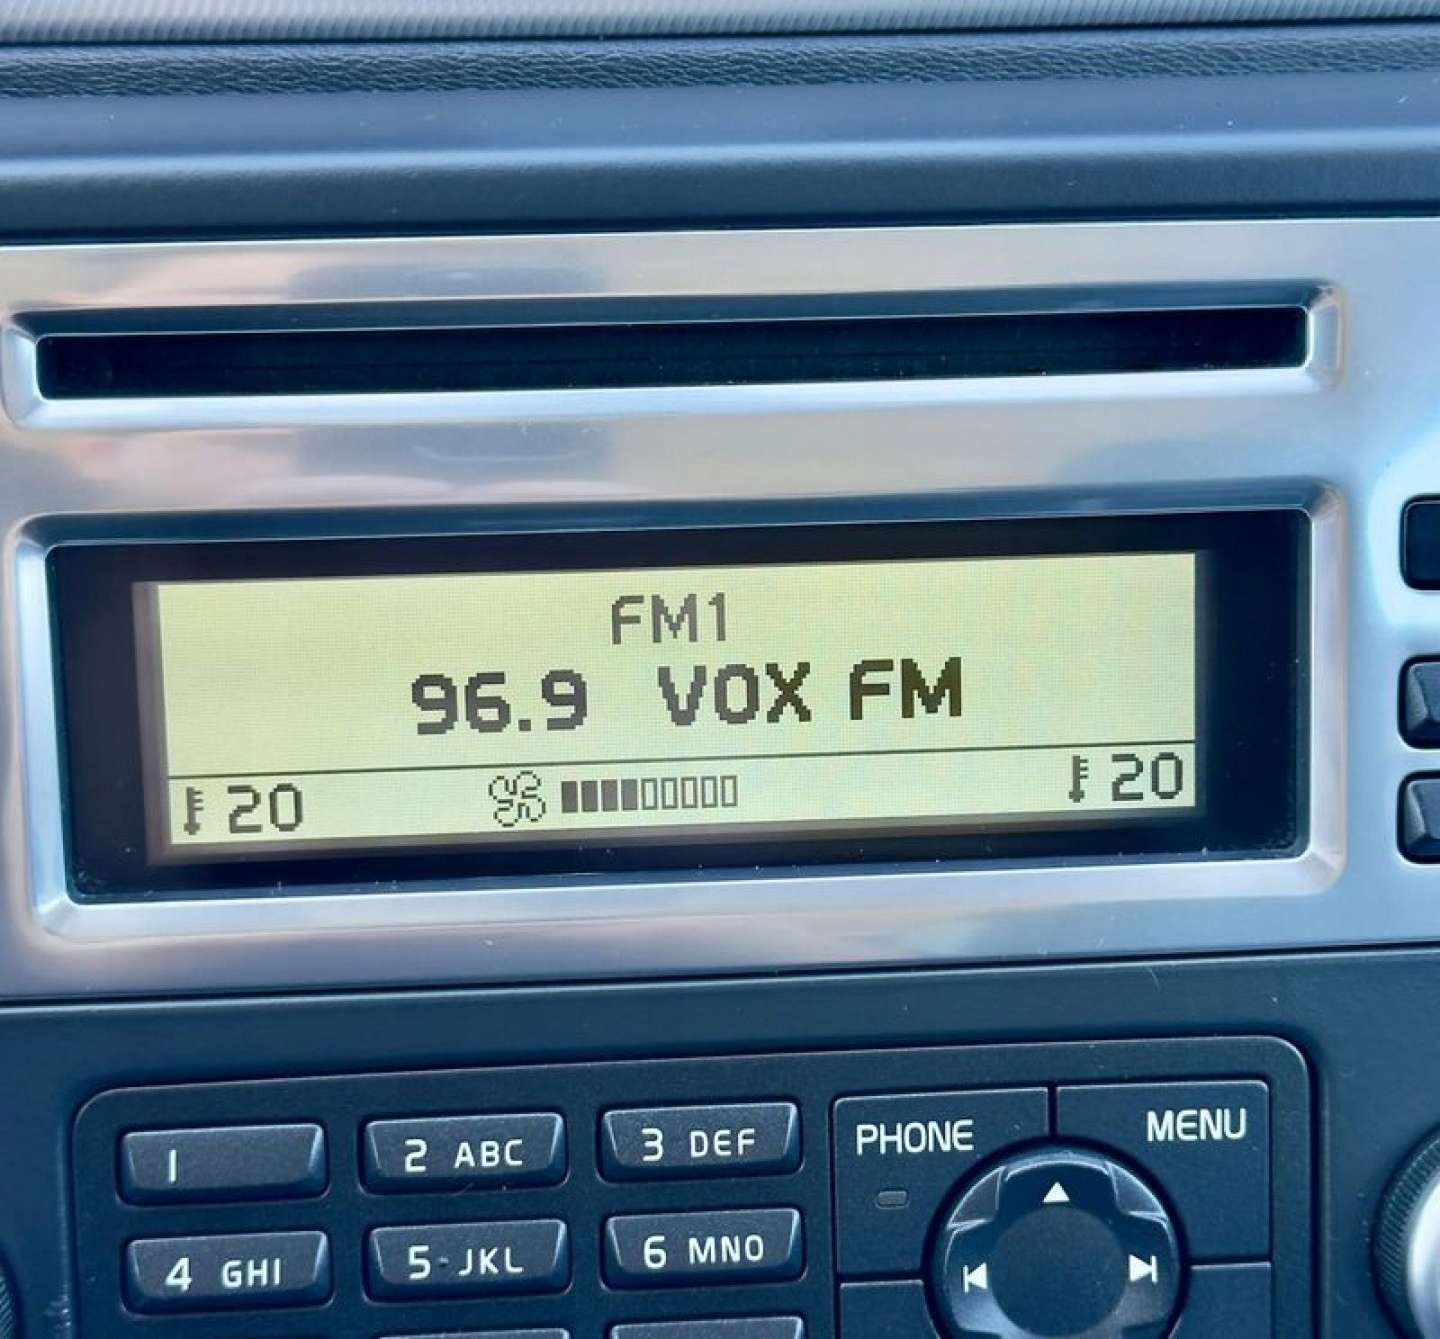 FM1
96.9 VOX FM
20 20
1 2 ABC 3 DEF
PHONE MENU
4 GHI 5 JKL 6 MNO